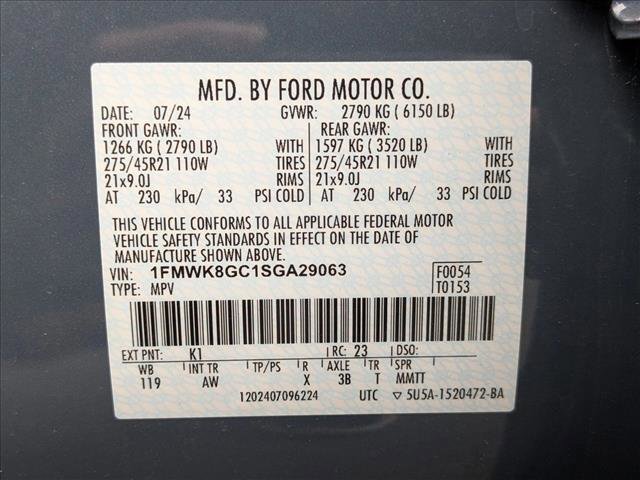 MFD. BY FORD MOTOR CO.
DATE: 07/24 GVWR: 2790 KG ( 6150 LB)
FRONT GAWR: REAR GAWR:
1266 KG ( 2790 LB) WITH 1597 KG ( 3520 LB) WITH
275/45R21 110W TIRES 275/45R21 110W TIRES
21x9.0J RIMS 21x9.0J RIMS
AT 230 kPa/ 33 PSI COLD AT 230 kPa/ 33 PSI COLD
THIS VEHICLE CONFORMS TO ALL APPLICABLE FEDERAL MOTOR
VEHICLE SAFETY STANDARDS IN EFFECT ON THE DATE OF
MANUFACTURE SHOWN ABOVE.
VIN: 1FMWK8GC1SGA29063 F0054
TYPE: MPV T0153
EXT PNT: K1 RC: 23 DSO:
WB INT TR TP/PS R AXLE TR SPR
119 AW X 3B T MMTT
1202407096224 UTC ▽ 5U5A-1520472-BA